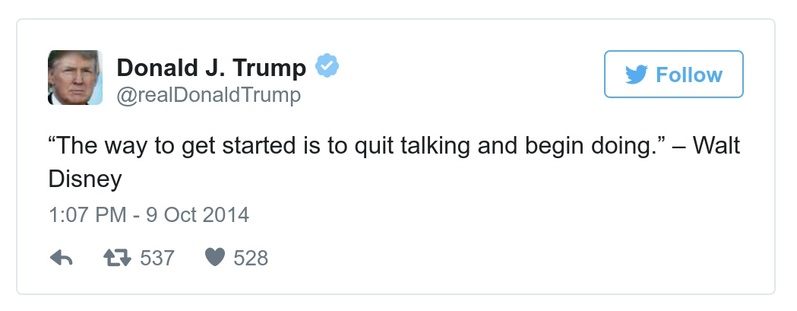 Donald J. Trump
@realDonaldTrump
Follow
“The way to get started is to quit talking and begin doing.” – Walt
Disney
1:07 PM - 9 Oct 2014
537 528